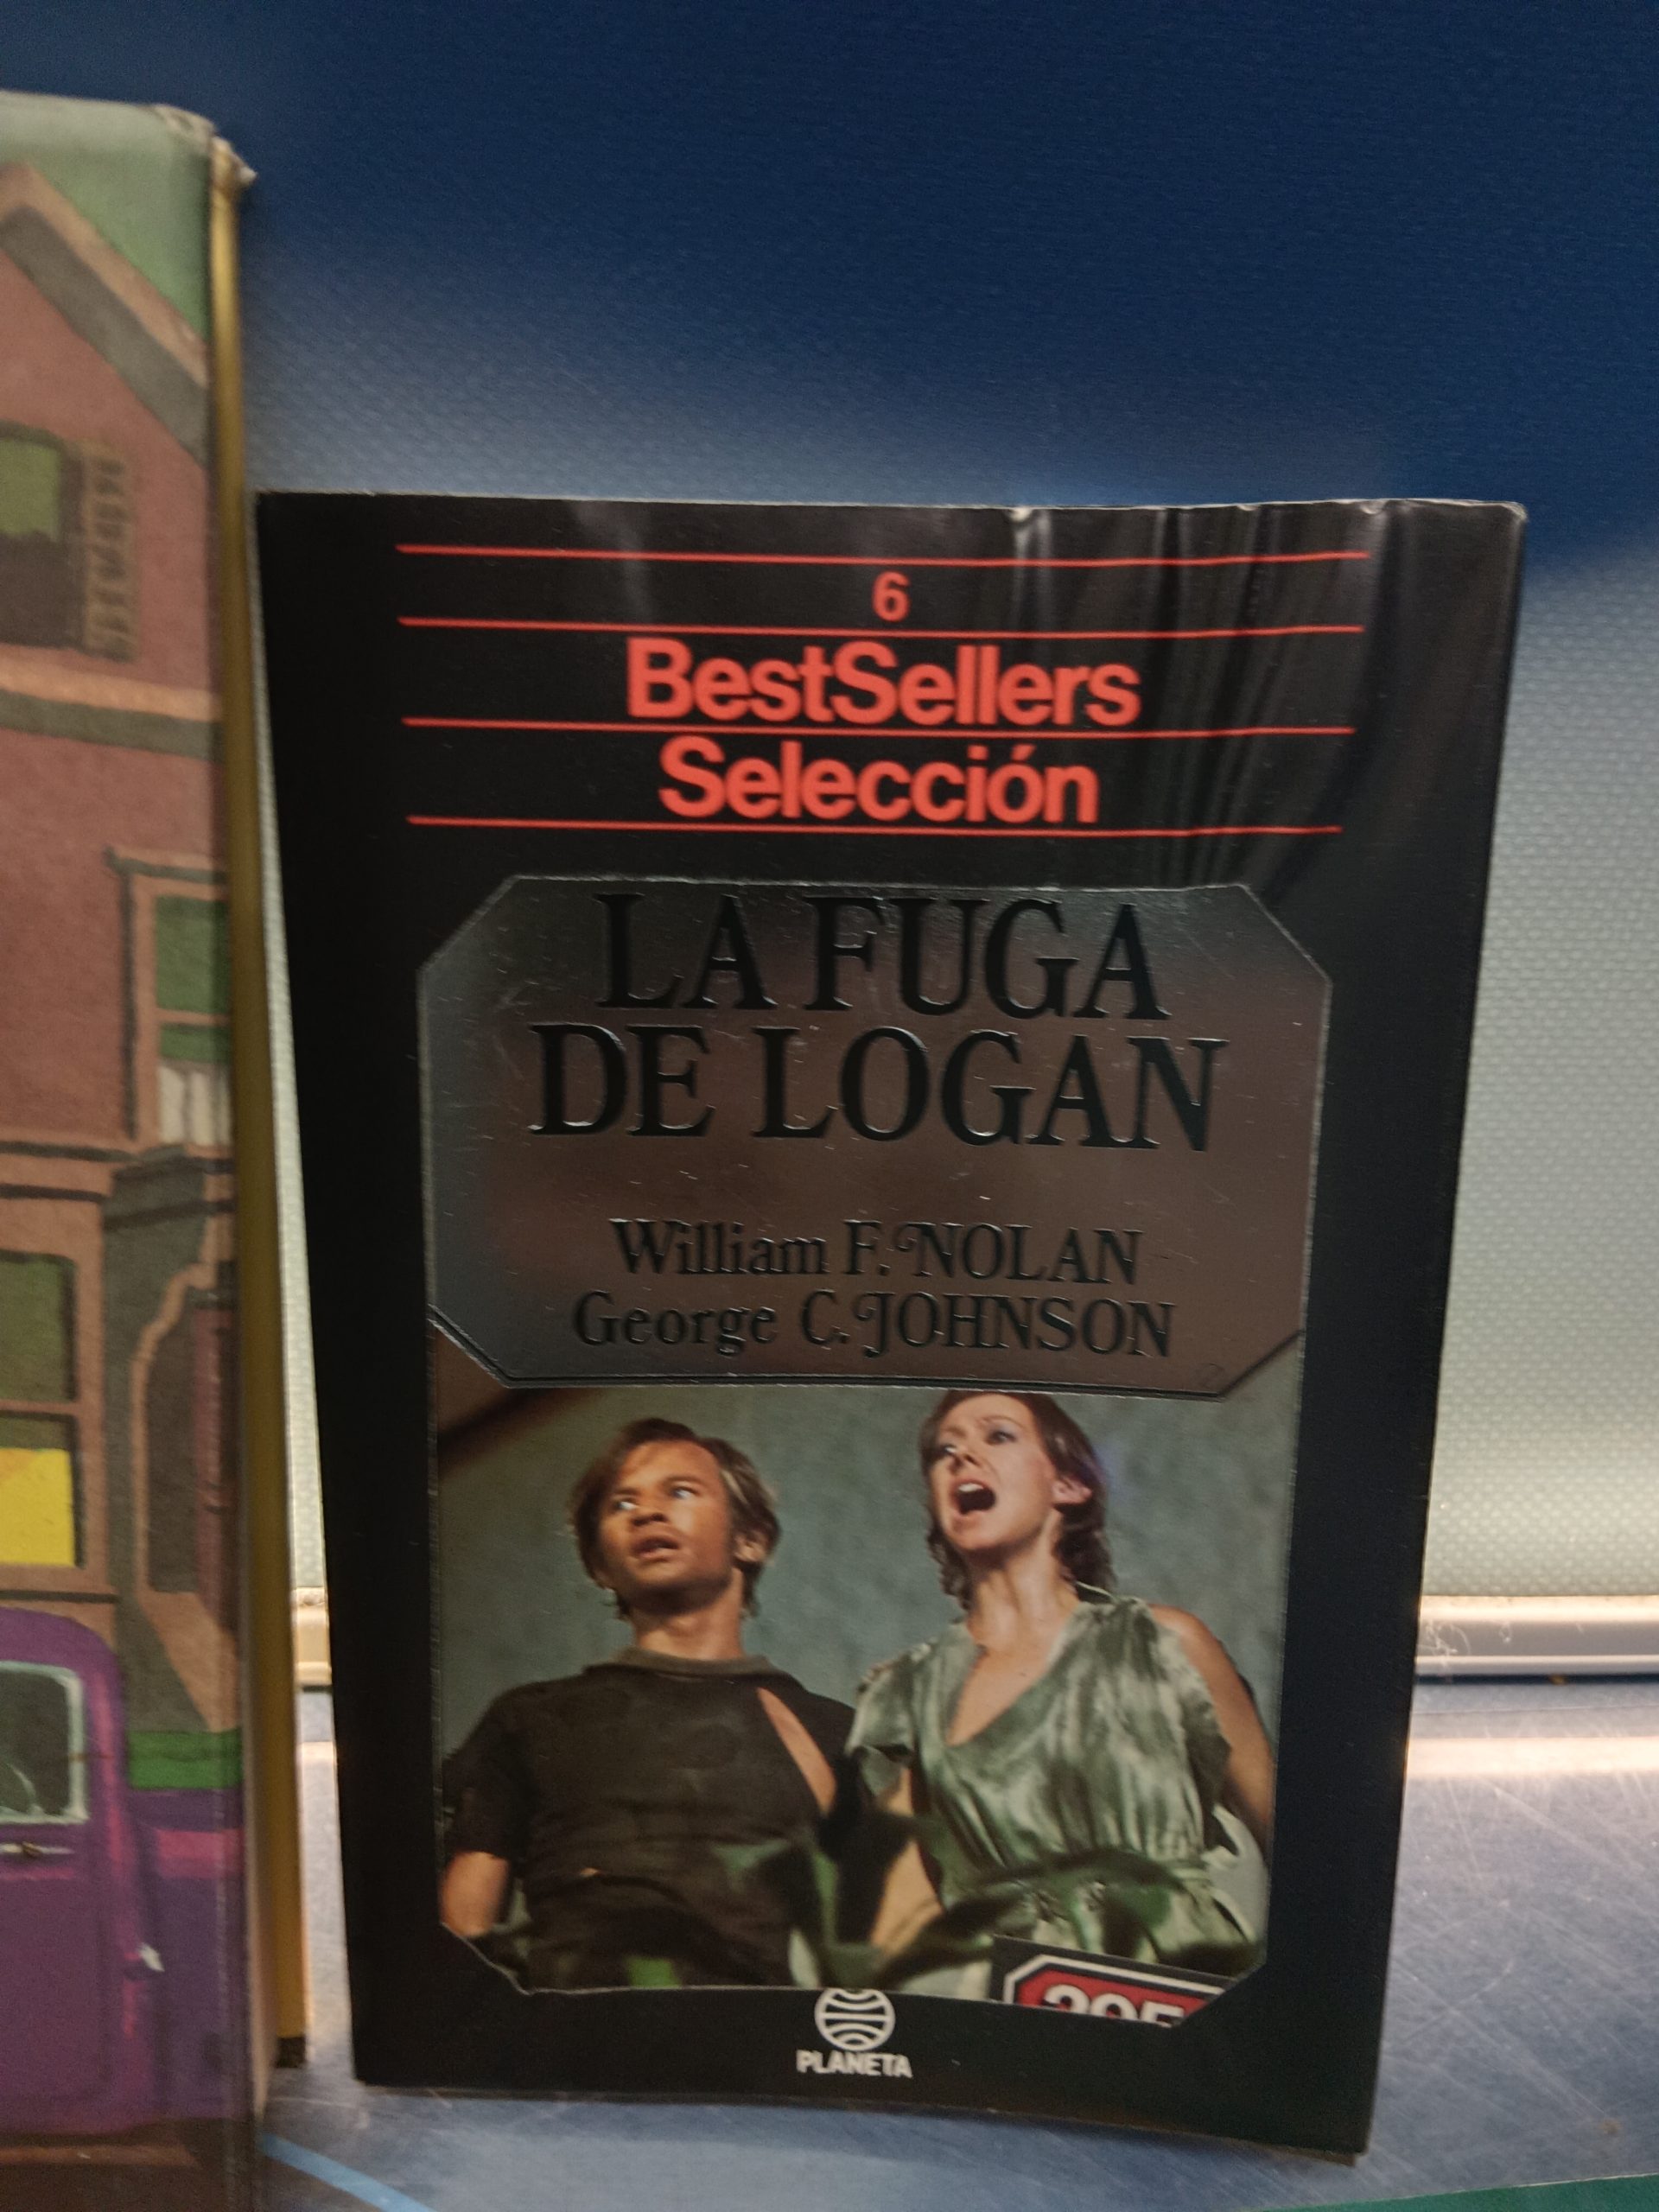 6
BestSellers
Selección
LA FUGA
DE LOGAN
William F. NOLAN
George C. JOHNSON
PLANETA